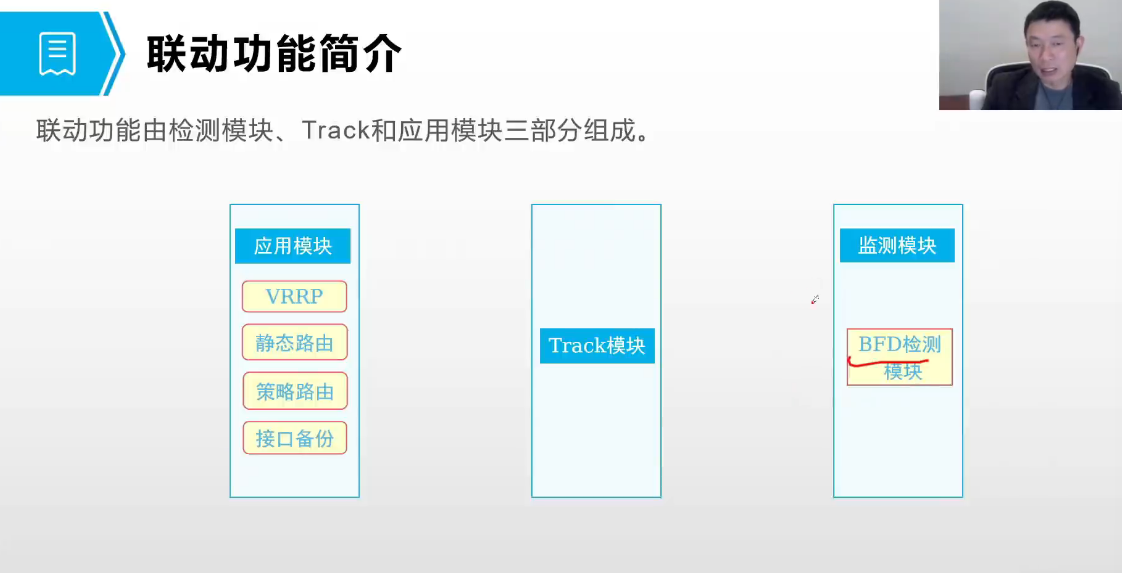 联动功能简介
联动功能由检测模块、Track和应用模块三部分组成。
应用模块
VRRP
静态路由
策略路由
接口备份
Track模块
监测模块
BFD检测
模块